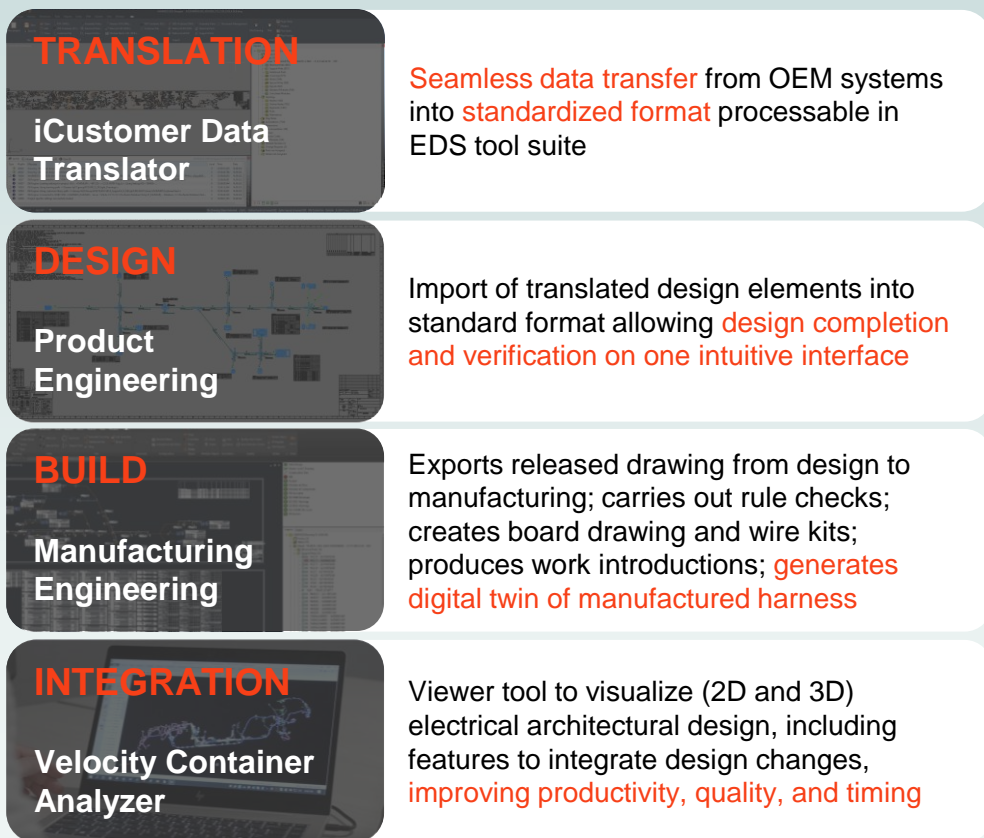 TRANSLATION
iCustomer Data
Translator
Seamless data transfer from OEM systems
into standardized format processable in
EDS tool suite
DESIGN
Product
Engineering
Import of translated design elements into
standard format allowing design completion
and verification on one intuitive interface
BUILD
Manufacturing
Engineering
Exports released drawing from design to
manufacturing; carries out rule checks;
creates board drawing and wire kits;
produces work introductions; generates
digital twin of manufactured harness
INTEGRATION
Velocity Container
Analyzer
Viewer tool to visualize (2D and 3D)
electrical architectural design, including
features to integrate design changes,
improving productivity, quality, and timing